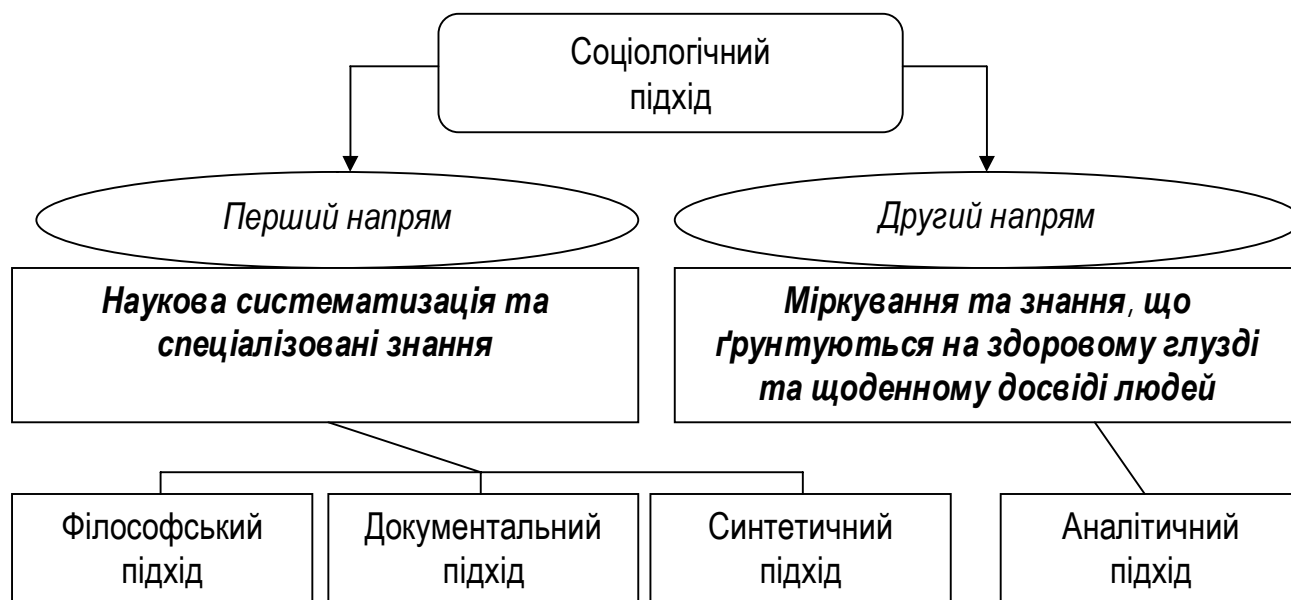 Соціологічний
підхід
Перший напрям
Другий напрям
Наукова систематизація та
спеціалізовані знання
Міркування та знання, що
ґрунтуються на здоровому глузді
та щоденному досвіді людей
Філософський
підхід
Документальний
підхід
Синтетичний
підхід
Аналітичний
підхід